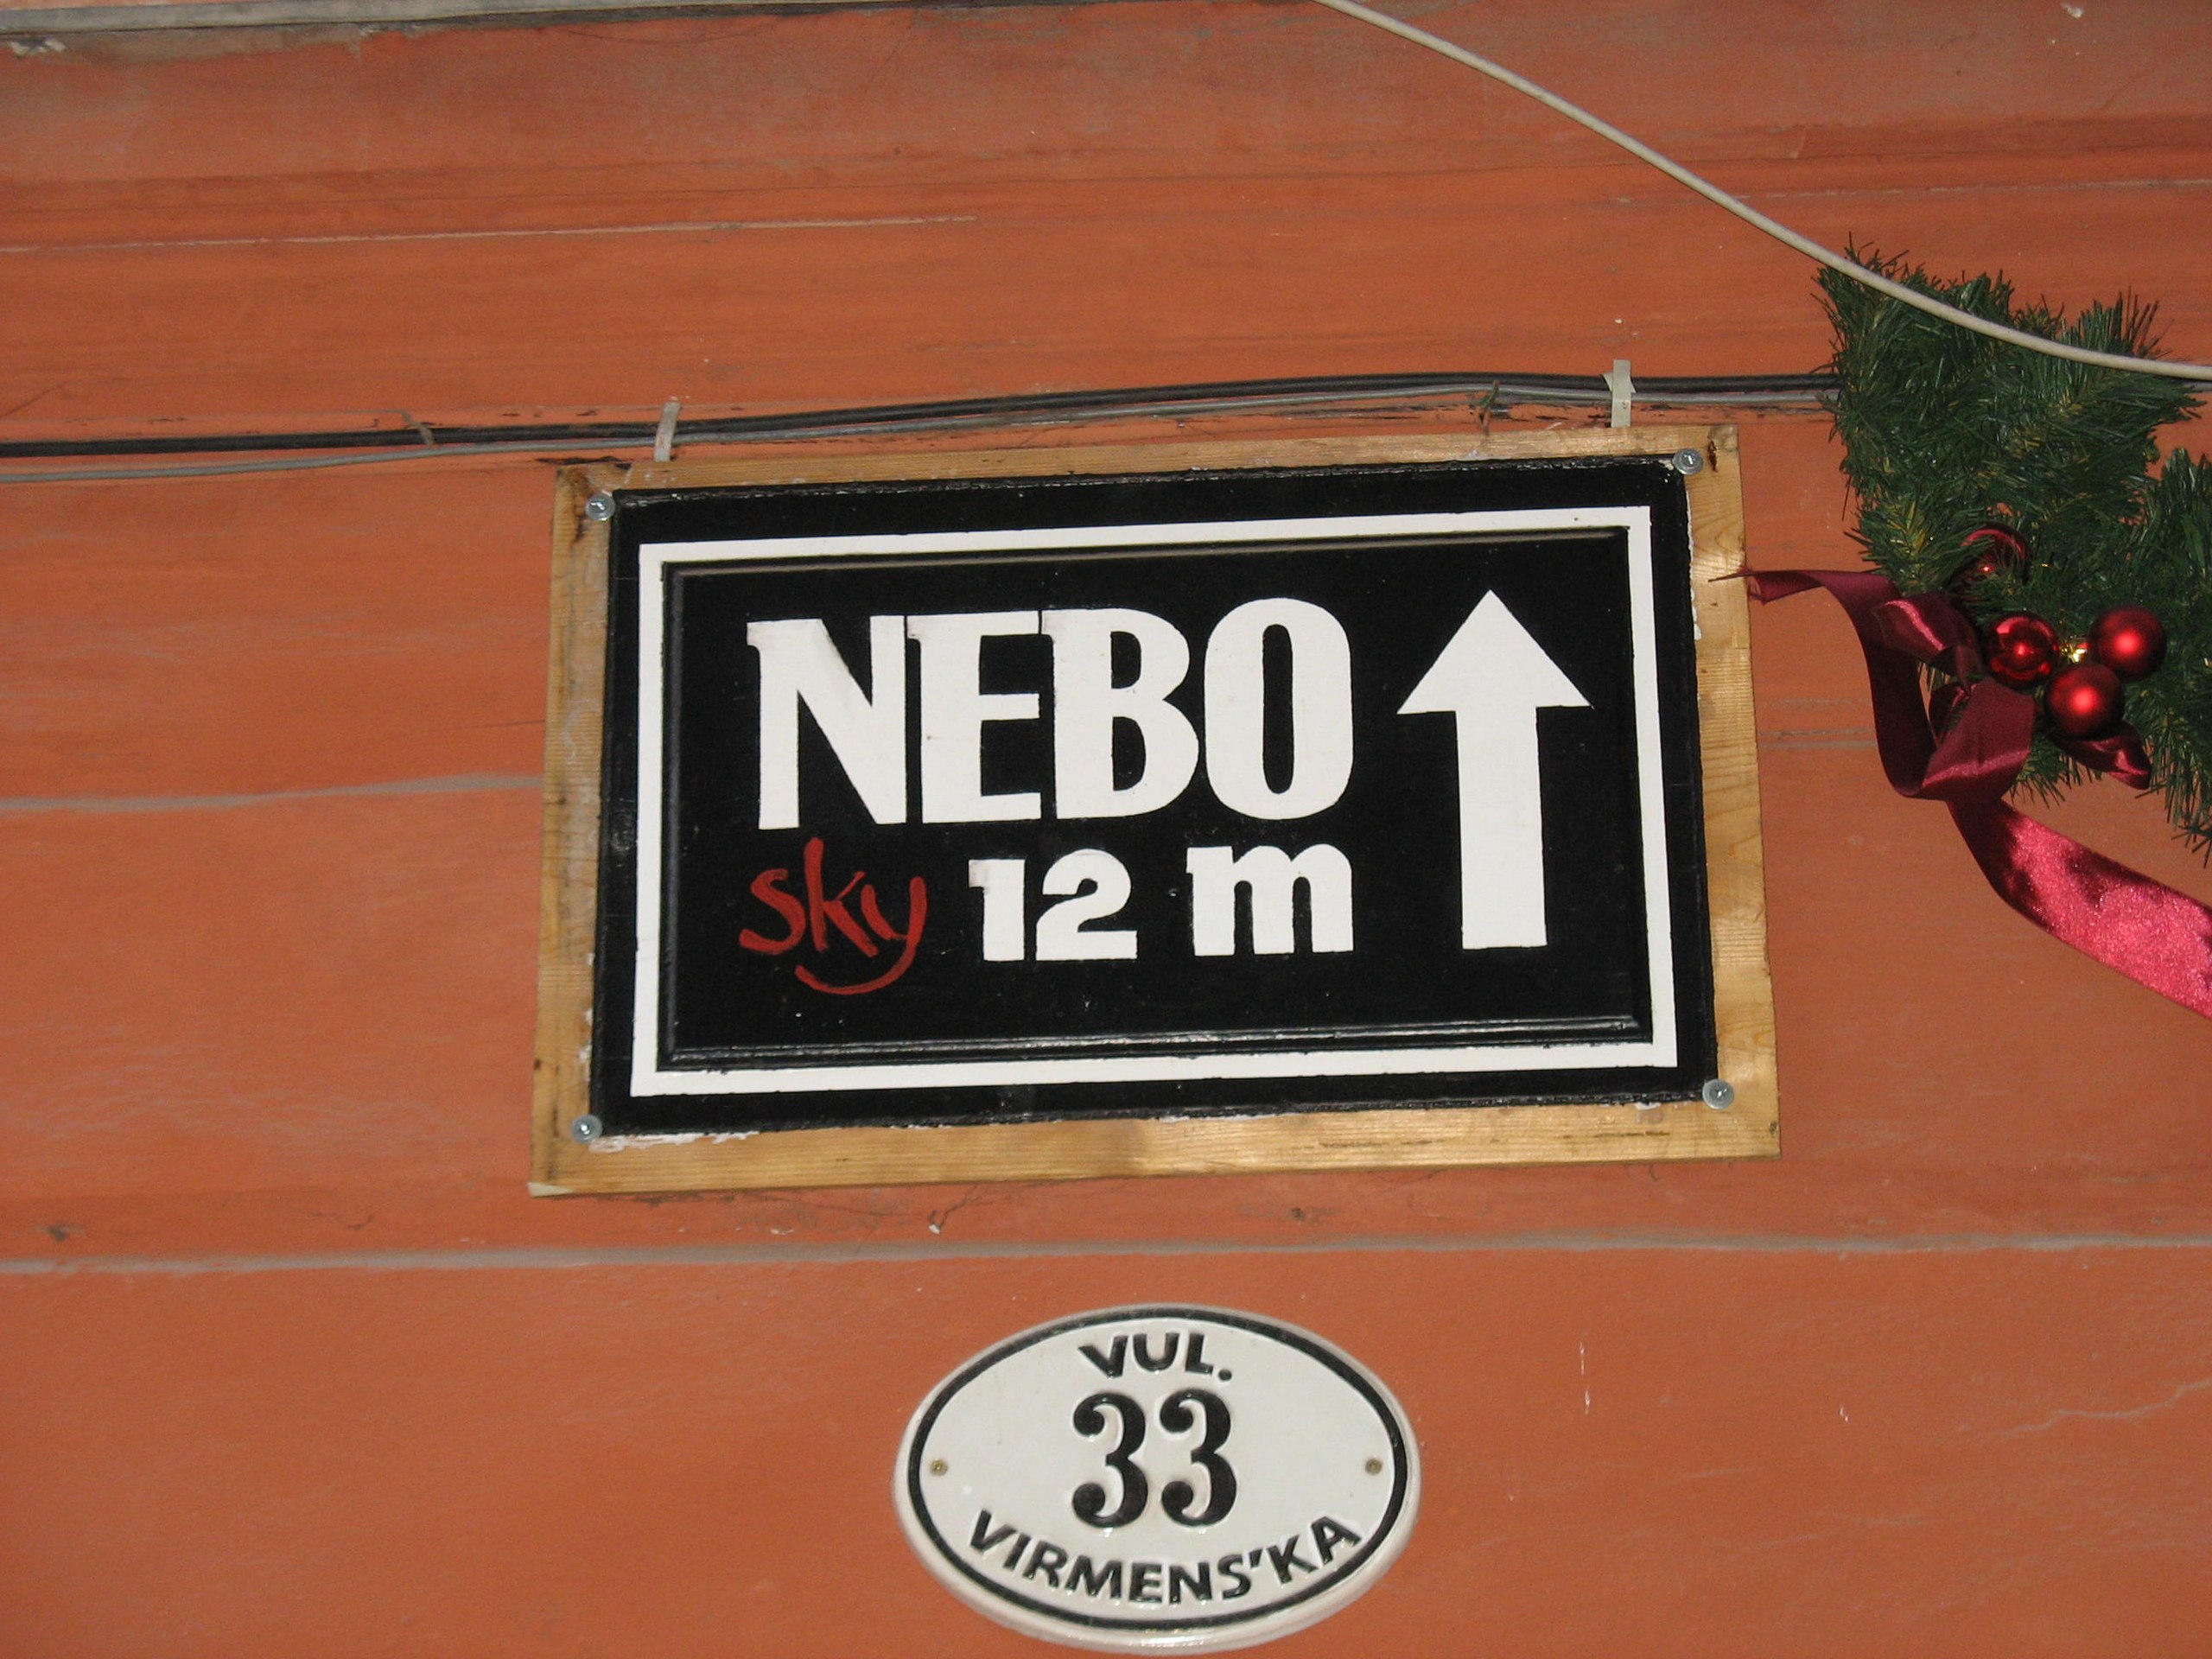 NEBO
sky 12 m
VUL.
33
VIRMENS'KA